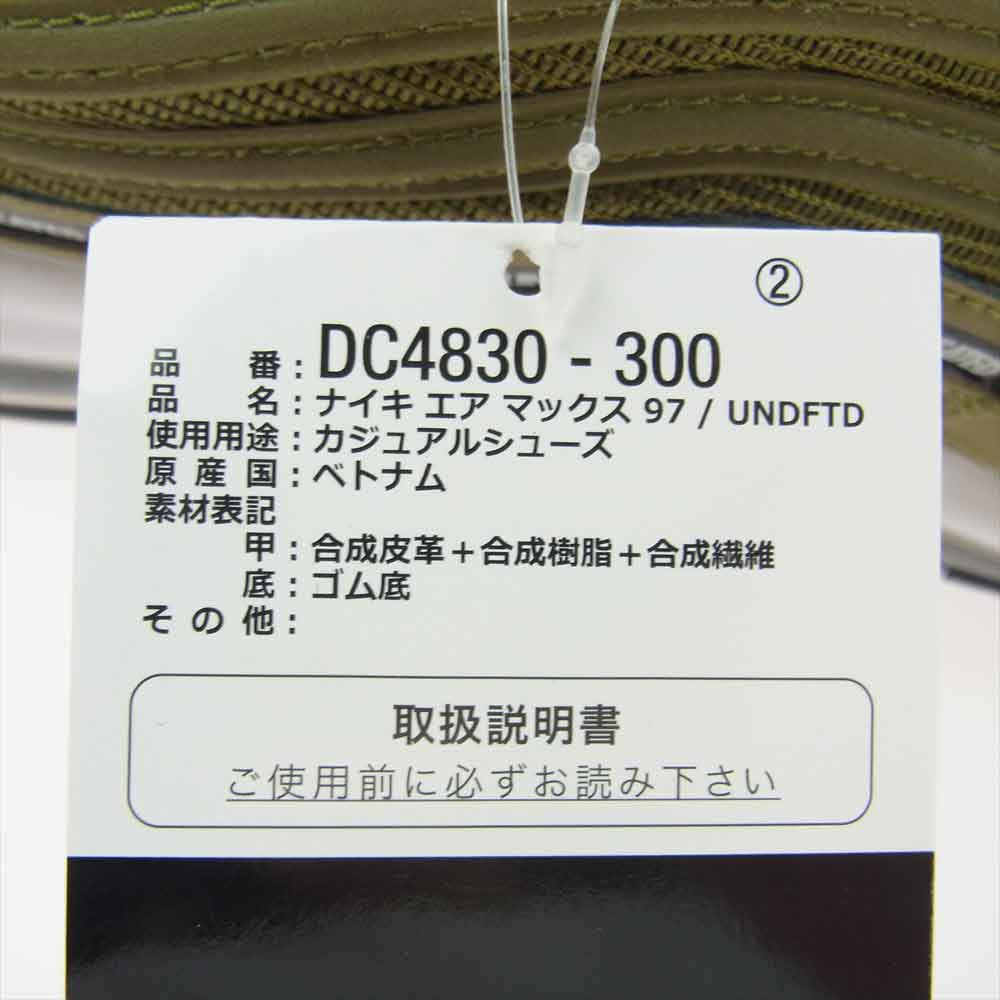 ②
品番：DC4830 - 300
品名：ナイキ エア マックス 97 / UNDFTD
使用用途：カジュアルシューズ
原産国：ベトナム
素材表記
甲：合成皮革＋合成樹脂＋合成繊維
底：ゴム底
その他：
取扱説明書
ご使用前に必ずお読み下さい